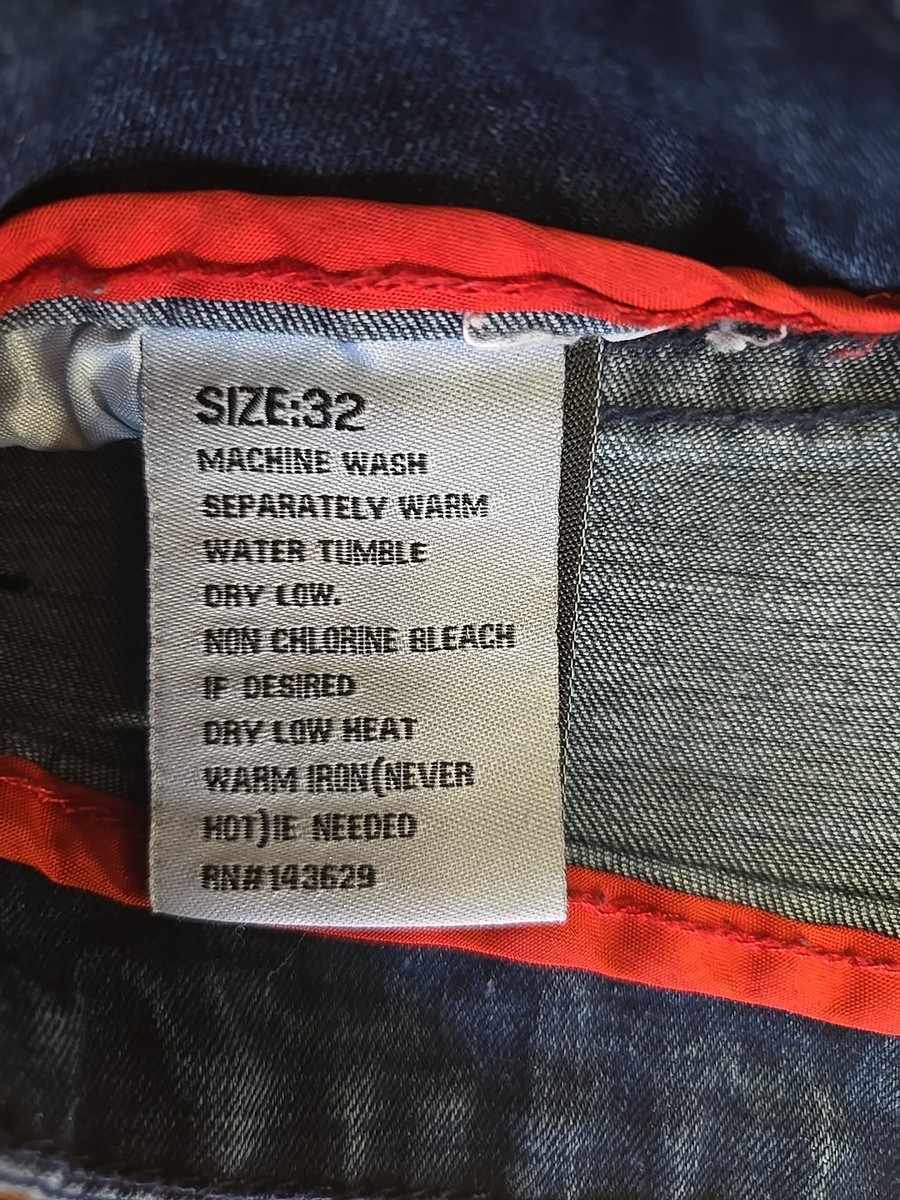 SIZE:32
MACHINE WASH
SEPARATELY WARM
WATER TUMBLE
DRY LOW.
NON CHLORINE BLEACH
IF DESIRED
DRY LOW HEAT
WARM IRON(NEVER
HOT)IE NEEDED
RN#143629